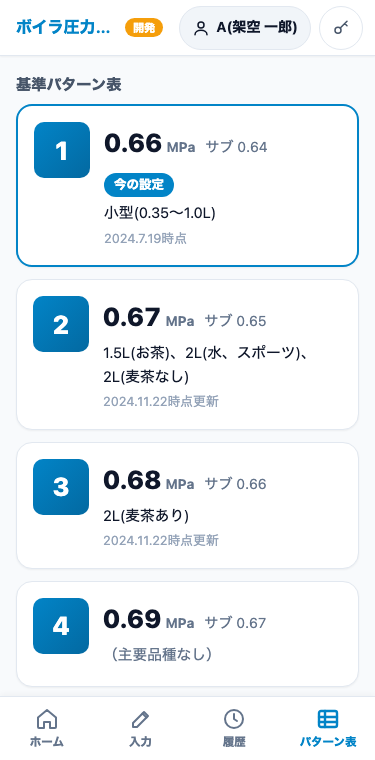 ボイラ圧力...
開発
A(架空 一郎)
基準パターン表
1
0.66 MPa サブ 0.64
今の設定
小型(0.35〜1.0L)
2024.7.19時点
2
0.67 MPa サブ 0.65
1.5L(お茶)、2L(水、スポーツ)、
2L(麦茶なし)
2024.11.22時点更新
3
0.68 MPa サブ 0.66
2L(麦茶あり)
2024.11.22時点更新
4
0.69 MPa サブ 0.67
（主要品種なし）
ホーム
入力
履歴
パターン表